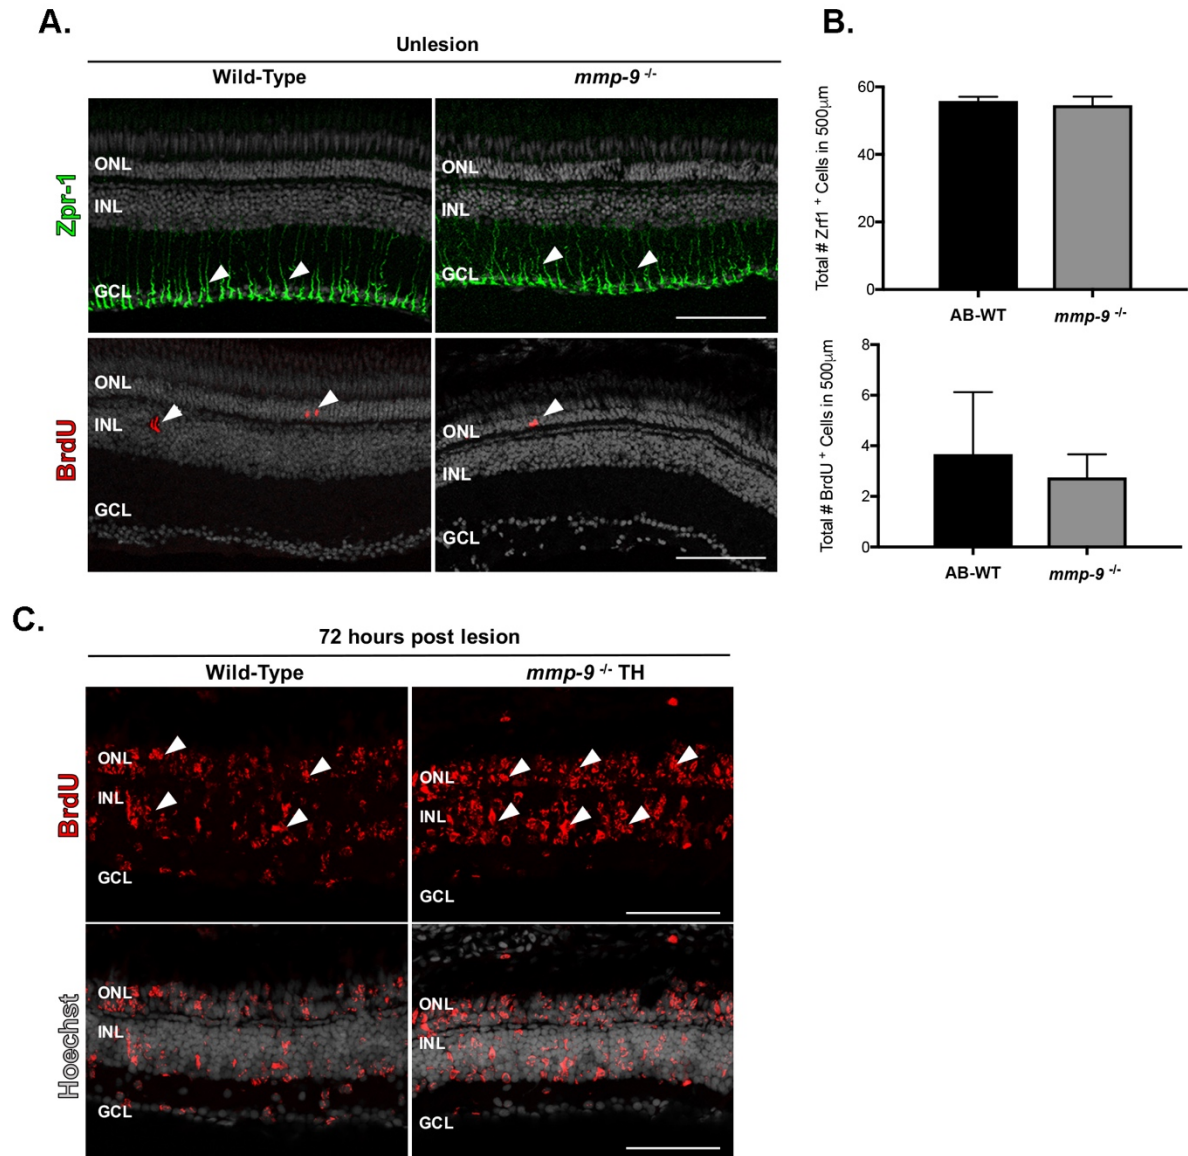 A.
Unlesion
Wild-Type
mmp-9 -/-
Zpr-1
ONL
INL
GCL
ONL
INL
GCL
BrdU
ONL
INL
GCL
ONL
INL
GCL
B.
Total # Zrf1 + Cells in 500µm
60
40
20
0
AB-WT
mmp-9 -/-
Total # BrdU + Cells in 500µm
8
6
4
2
0
AB-WT
mmp-9 -/-
C.
72 hours post lesion
Wild-Type
mmp-9 -/- TH
BrdU
ONL
INL
GCL
ONL
INL
GCL
Hoechst
ONL
INL
GCL
ONL
INL
GCL